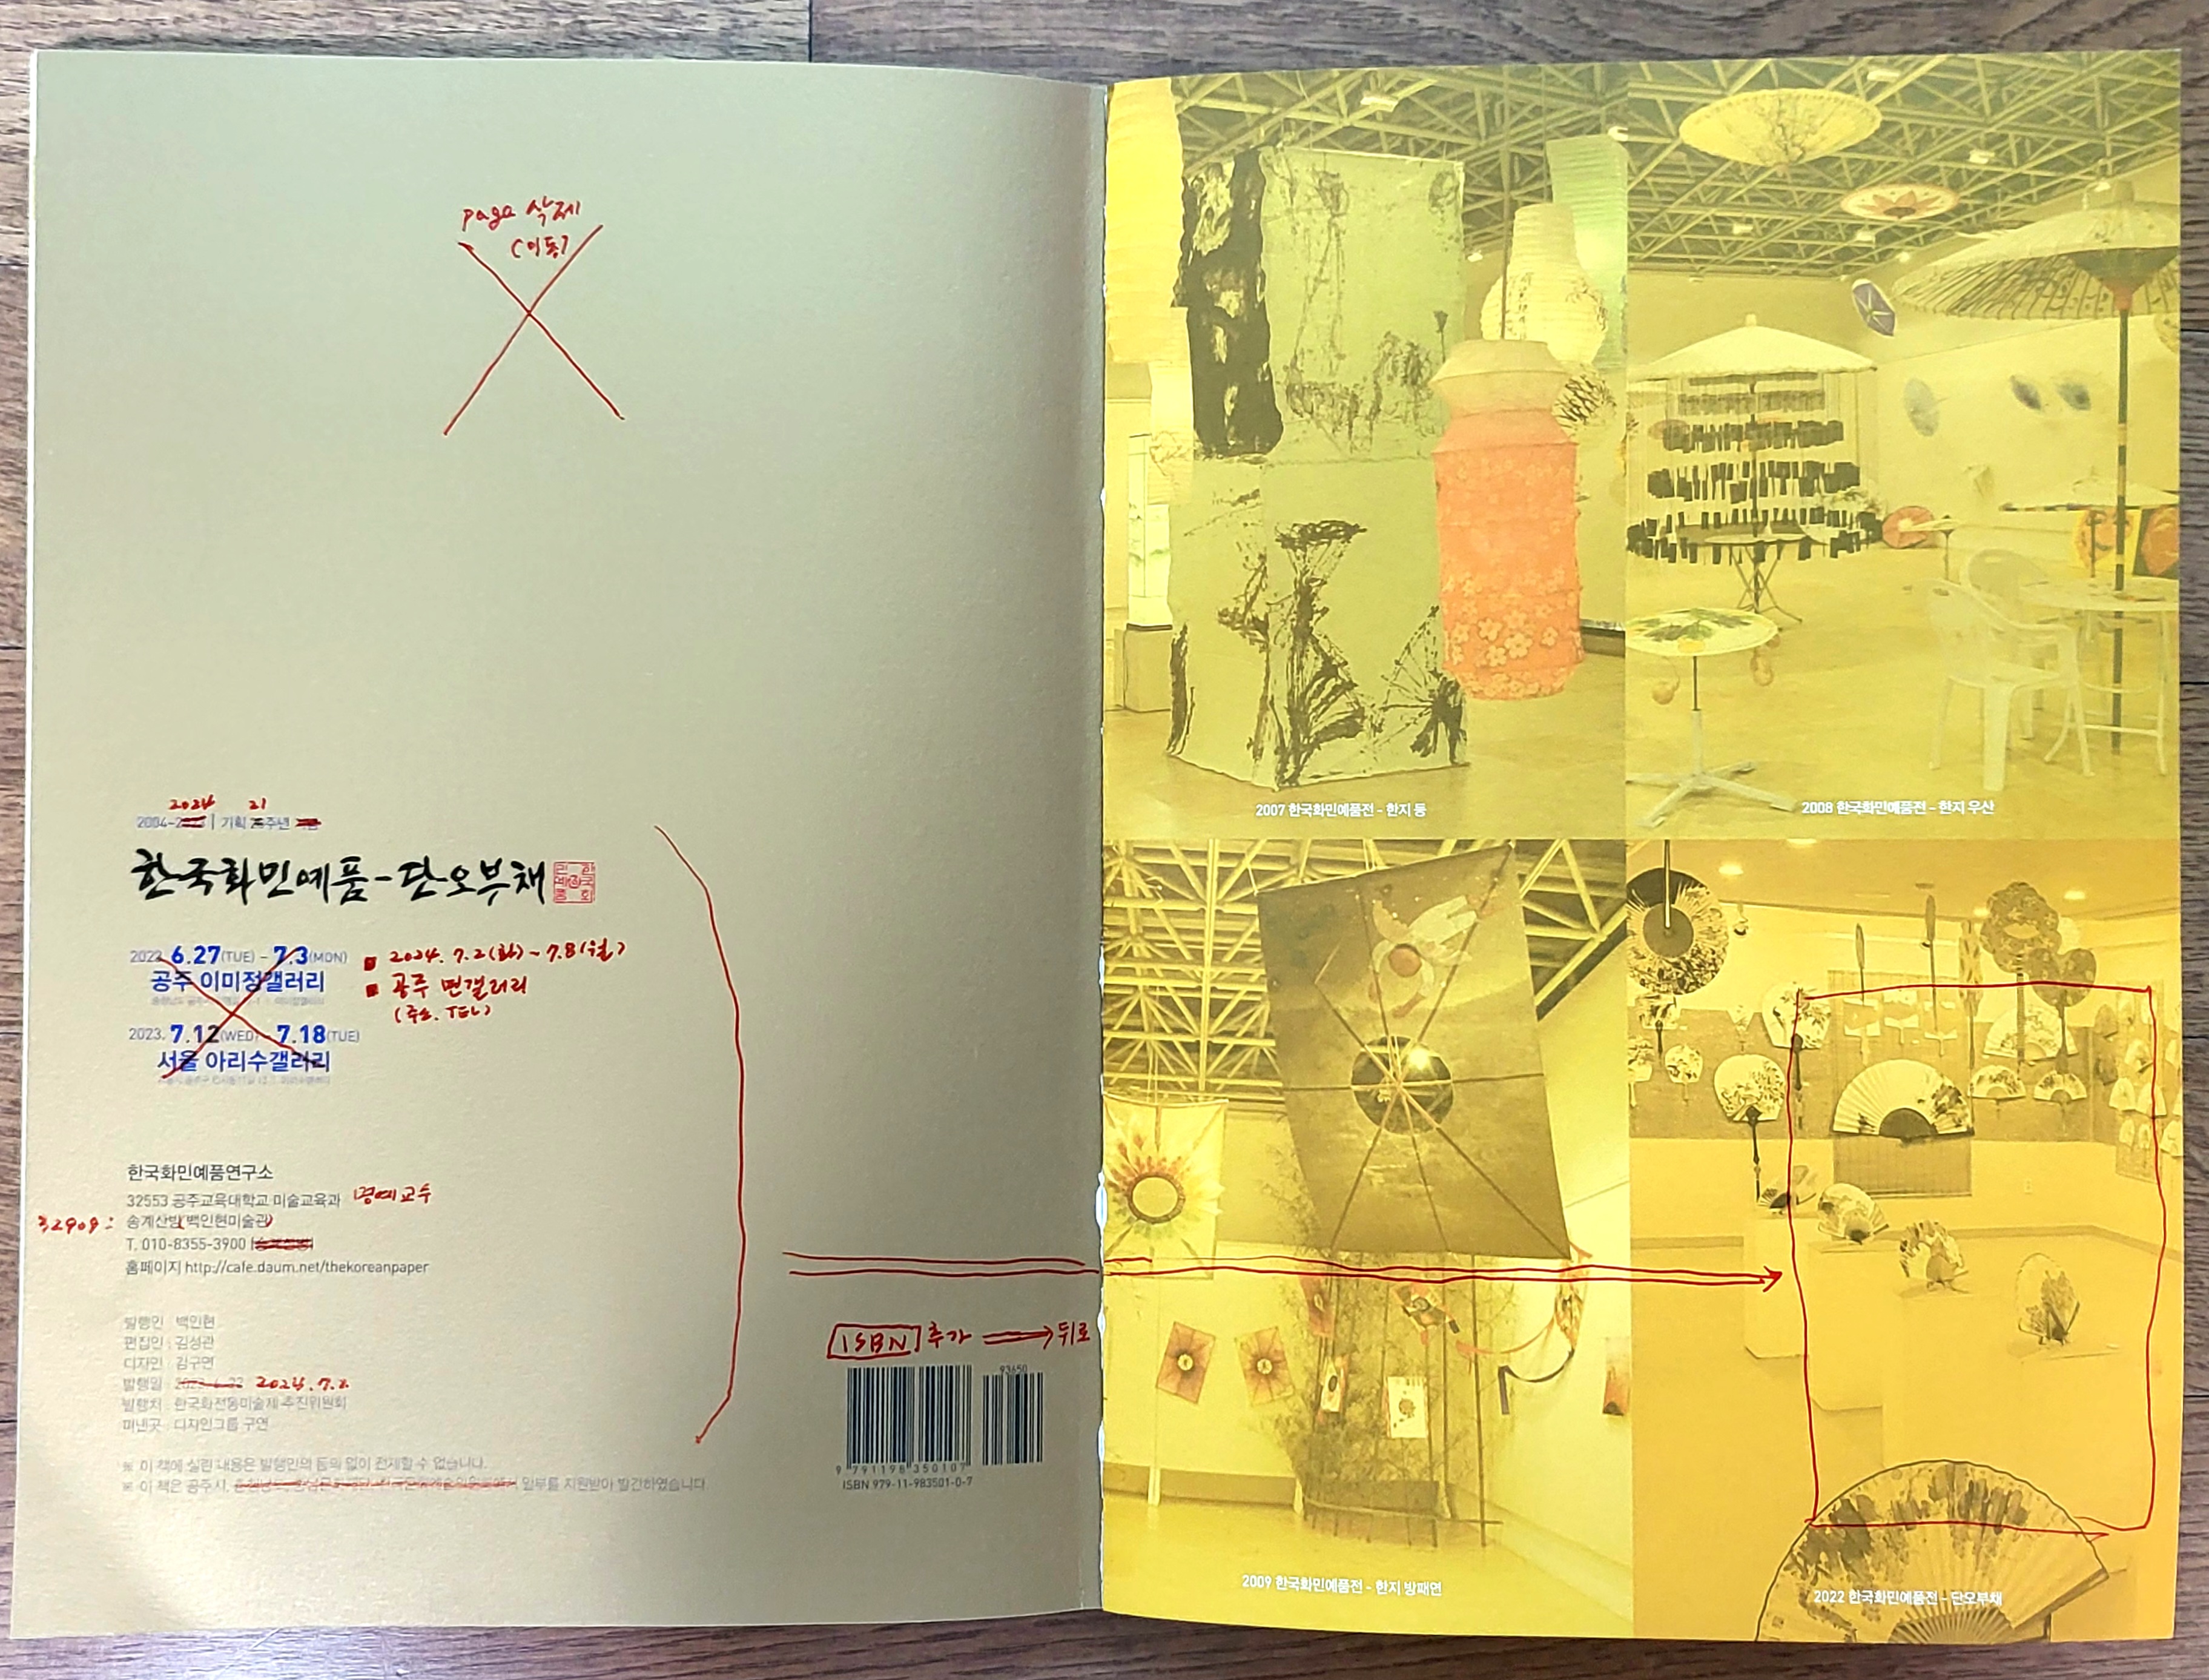 page 삭제
(이동)
2024 21
2004- | 기획 주년
한국화민예품-단오부채
2023. 6.27(TUE) - 7.3(MON)
공주 이미정갤러리
2023. 7.12(WED) - 7.18(TUE)
서울 아리수갤러리
■ 2024. 7.2(화)~7.8(월)
■ 공주 면갤러리
(주소. TEL)
한국화민예품연구소
32553 공주교육대학교 미술교육과 명예교수
32909: 송계산방(백인현미술관)
T. 010-8355-3900
홈페이지 http://cafe.daum.net/thekoreanpaper
발행인 : 백인현
편집인 : 김성관
디자인 : 김구연
발행일 : 2024.7.2
발행처 : 한국화전통미술제 추진위원회
펴낸곳 : 디자인그룹 구연
※ 이 책에 실린 내용은 발행인의 동의 없이 전제할 수 없습니다.
※ 이 책은 공주시, 일부를 지원받아 발간하였습니다.
ISBN 추가 ⟹ 뒤로
93650
9 791198 350107
ISBN 979-11-983501-0-7
2007 한국화민예품전 - 한지 등
2008 한국화민예품전 - 한지 우산
2009 한국화민예품전 - 한지 방패연
2022 한국화민예품전 - 단오부채